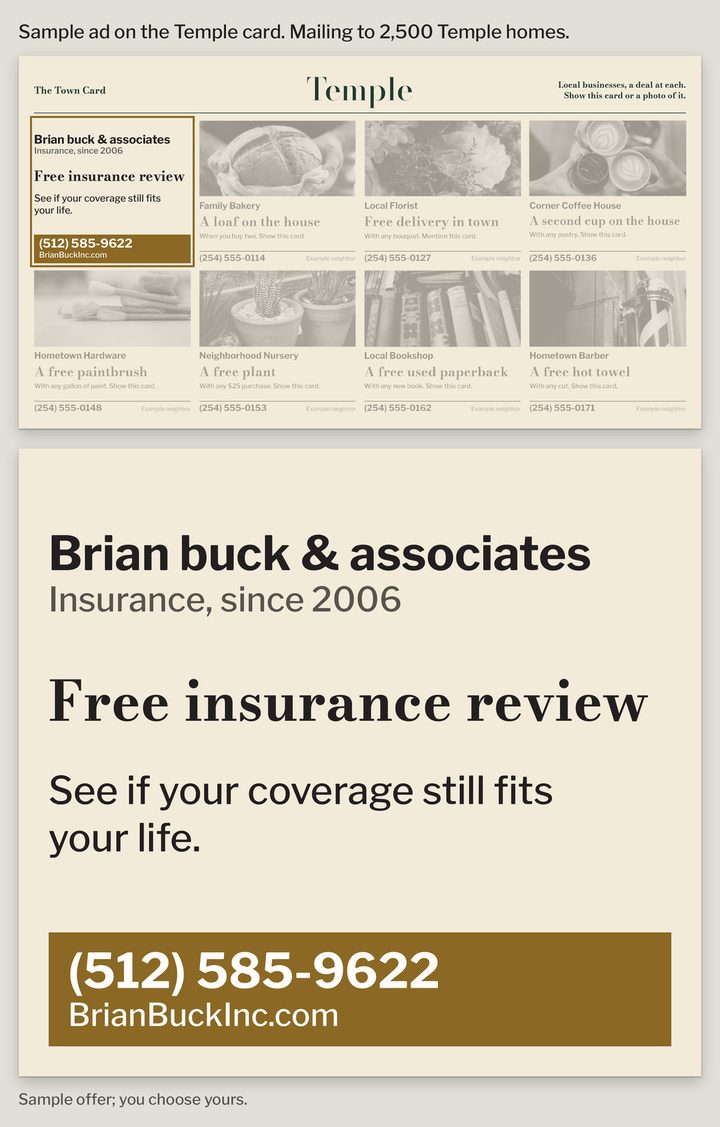 Sample ad on the Temple card. Mailing to 2,500 Temple homes.
The Town Card
Temple
Local businesses, a deal at each.
Show this card or a photo of it.
Brian buck & associates
Insurance, since 2006
Free insurance review
See if your coverage still fits
your life.
(512) 585-9622
BrianBuckInc.com
Family Bakery
A loaf on the house
When you buy two. Show this card.
(254) 555-0114
Example neighbor
Local Florist
Free delivery in town
With any bouquet. Mention this card.
(254) 555-0127
Example neighbor
Corner Coffee House
A second cup on the house
With any pastry. Show this card.
(254) 555-0136
Example neighbor
Hometown Hardware
A free paintbrush
With any gallon of paint. Show this card.
(254) 555-0148
Example neighbor
Neighborhood Nursery
A free plant
With any $25 purchase. Show this card.
(254) 555-0153
Example neighbor
Local Bookshop
A free used paperback
With any new book. Show this card.
(254) 555-0162
Example neighbor
Hometown Barber
A free hot towel
With any cut. Show this card.
(254) 555-0171
Example neighbor
Brian buck & associates
Insurance, since 2006
Free insurance review
See if your coverage still fits
your life.
(512) 585-9622
BrianBuckInc.com
Sample offer; you choose yours.